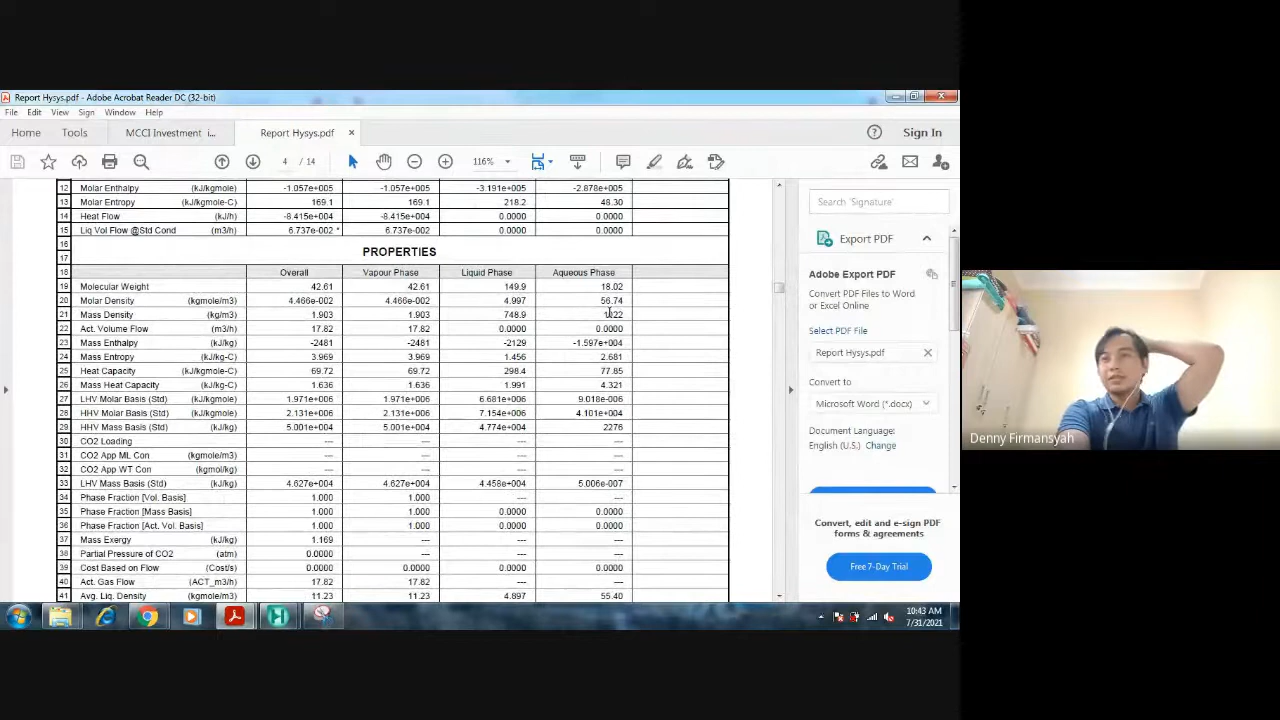 Report Hysys.pdf - Adobe Acrobat Reader DC (32-bit)
File Edit View Sign Window Help
Home Tools MCCI Investment i... Report Hysys.pdf × Sign In
4 / 14 116%
12 Molar Enthalpy (kJ/kgmole) -1.057e+005 -1.057e+005 -3.191e+005 -2.878e+005
13 Molar Entropy (kJ/kgmole-C) 169.1 169.1 218.2 48.30
14 Heat Flow (kJ/h) -8.415e+004 -8.415e+004 0.0000 0.0000
15 Liq Vol Flow @Std Cond (m3/h) 6.737e-002 * 6.737e-002 0.0000 0.0000
16
PROPERTIES
17
18 Overall Vapour Phase Liquid Phase Aqueous Phase
19 Molecular Weight 42.61 42.61 149.9 18.02
20 Molar Density (kgmole/m3) 4.466e-002 4.466e-002 4.997 56.74
21 Mass Density (kg/m3) 1.903 1.903 748.9
22 Act. Volume Flow (m3/h) 17.82 17.82 0.0000 0.0000
23 Mass Enthalpy (kJ/kg) -2481 -2481 -2129 -1.597e+004
24 Mass Entropy (kJ/kg-C) 3.969 3.969 1.456 2.681
25 Heat Capacity (kJ/kgmole-C) 69.72 69.72 298.4 77.85
26 Mass Heat Capacity (kJ/kg-C) 1.636 1.636 1.991 4.321
27 LHV Molar Basis (Std) (kJ/kgmole) 1.971e+006 1.971e+006 6.681e+006 9.018e-006
28 HHV Molar Basis (Std) (kJ/kgmole) 2.131e+006 2.131e+006 7.154e+006 4.101e+004
29 HHV Mass Basis (Std) (kJ/kg) 5.001e+004 5.001e+004 4.774e+004 2276
30 CO2 Loading --- --- --- ---
31 CO2 App ML Con (kgmole/m3) --- --- --- ---
32 CO2 App WT Con (kgmol/kg) --- --- --- ---
33 LHV Mass Basis (Std) (kJ/kg) 4.627e+004 4.627e+004 4.458e+004 5.006e-007
34 Phase Fraction [Vol. Basis] 1.000 1.000 --- ---
35 Phase Fraction [Mass Basis] 1.000 1.000 0.0000 0.0000
36 Phase Fraction [Act. Vol. Basis] 1.000 1.000 0.0000 0.0000
37 Mass Exergy (kJ/kg) 1.169 --- --- ---
38 Partial Pressure of CO2 (atm) 0.0000 --- --- ---
39 Cost Based on Flow (Cost/s) 0.0000 0.0000 0.0000 0.0000
40 Act. Gas Flow (ACT_m3/h) 17.82 17.82 --- ---
41 Avg. Liq. Density (kgmole/m3) 11.23 11.23 4.897 55.40
Search 'Signature'
Export PDF
Adobe Export PDF
Convert PDF Files to Word
or Excel Online
Select PDF File
Report Hysys.pdf ×
Convert to
Microsoft Word (*.docx)
Document Language:
English (U.S.) Change
Convert, edit and e-sign PDF
forms & agreements
Free 7-Day Trial
10:43 AM
7/31/2021
Denny Firmansyah